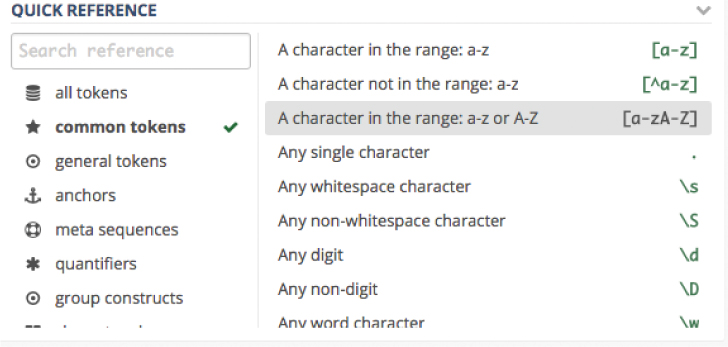 QUICK REFERENCE
Search reference
all tokens
common tokens
general tokens
anchors
meta sequences
quantifiers
group constructs
A character in the range: a-z [a-z]
A character not in the range: a-z [^a-z]
A character in the range: a-z or A-Z [a-zA-Z]
Any single character .
Any whitespace character \s
Any non-whitespace character \S
Any digit \d
Any non-digit \D
Any word character \w